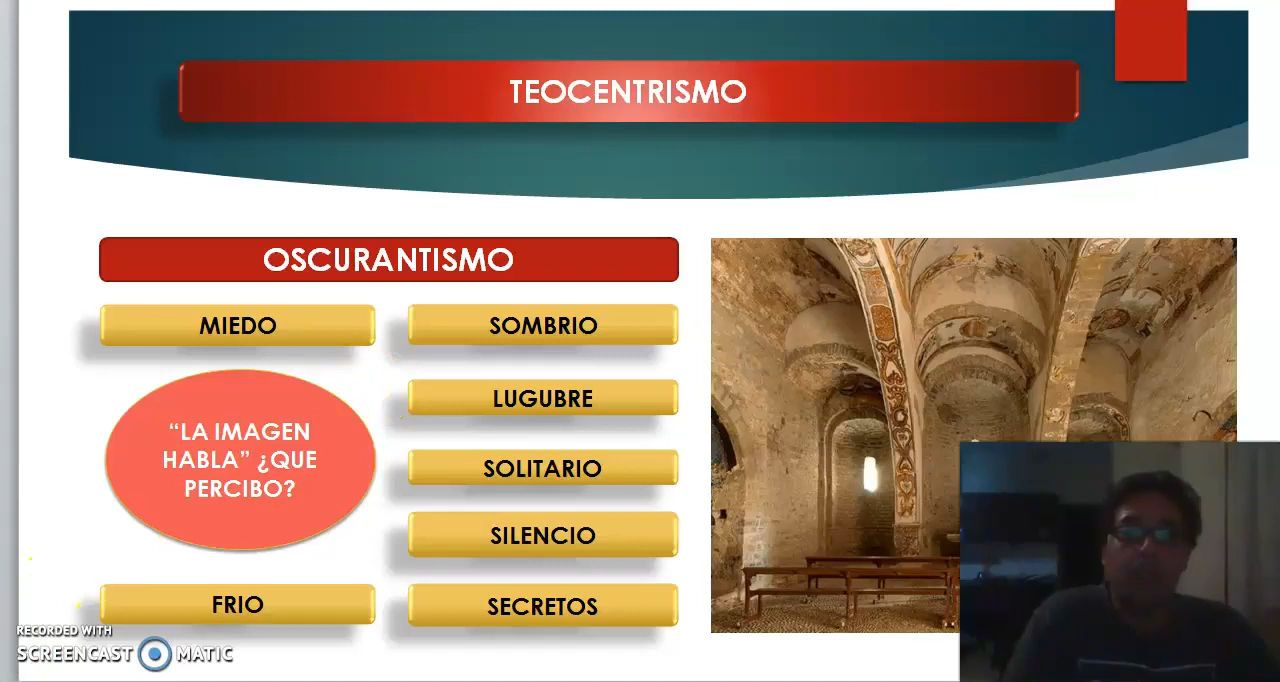 TEOCENTRISMO
OSCURANTISMO
MIEDO
SOMBRIO
“LA IMAGEN
HABLA” ¿QUE
PERCIBO?
LUGUBRE
SOLITARIO
SILENCIO
FRIO
SECRETOS
RECORDED WITH
SCREENCAST MATIC